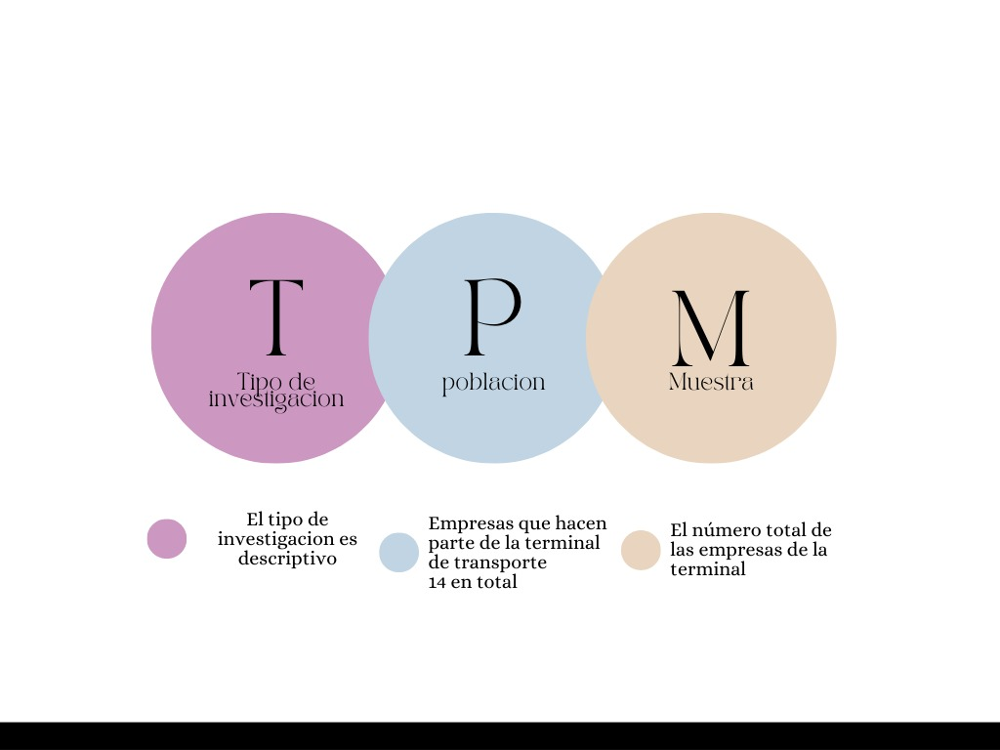 T
Tipo de
investigacion
P
poblacion
M
Muestra
El tipo de
investigacion es
descriptivo
Empresas que hacen
parte de la terminal
de transporte
14 en total
El número total de
las empresas de la
terminal